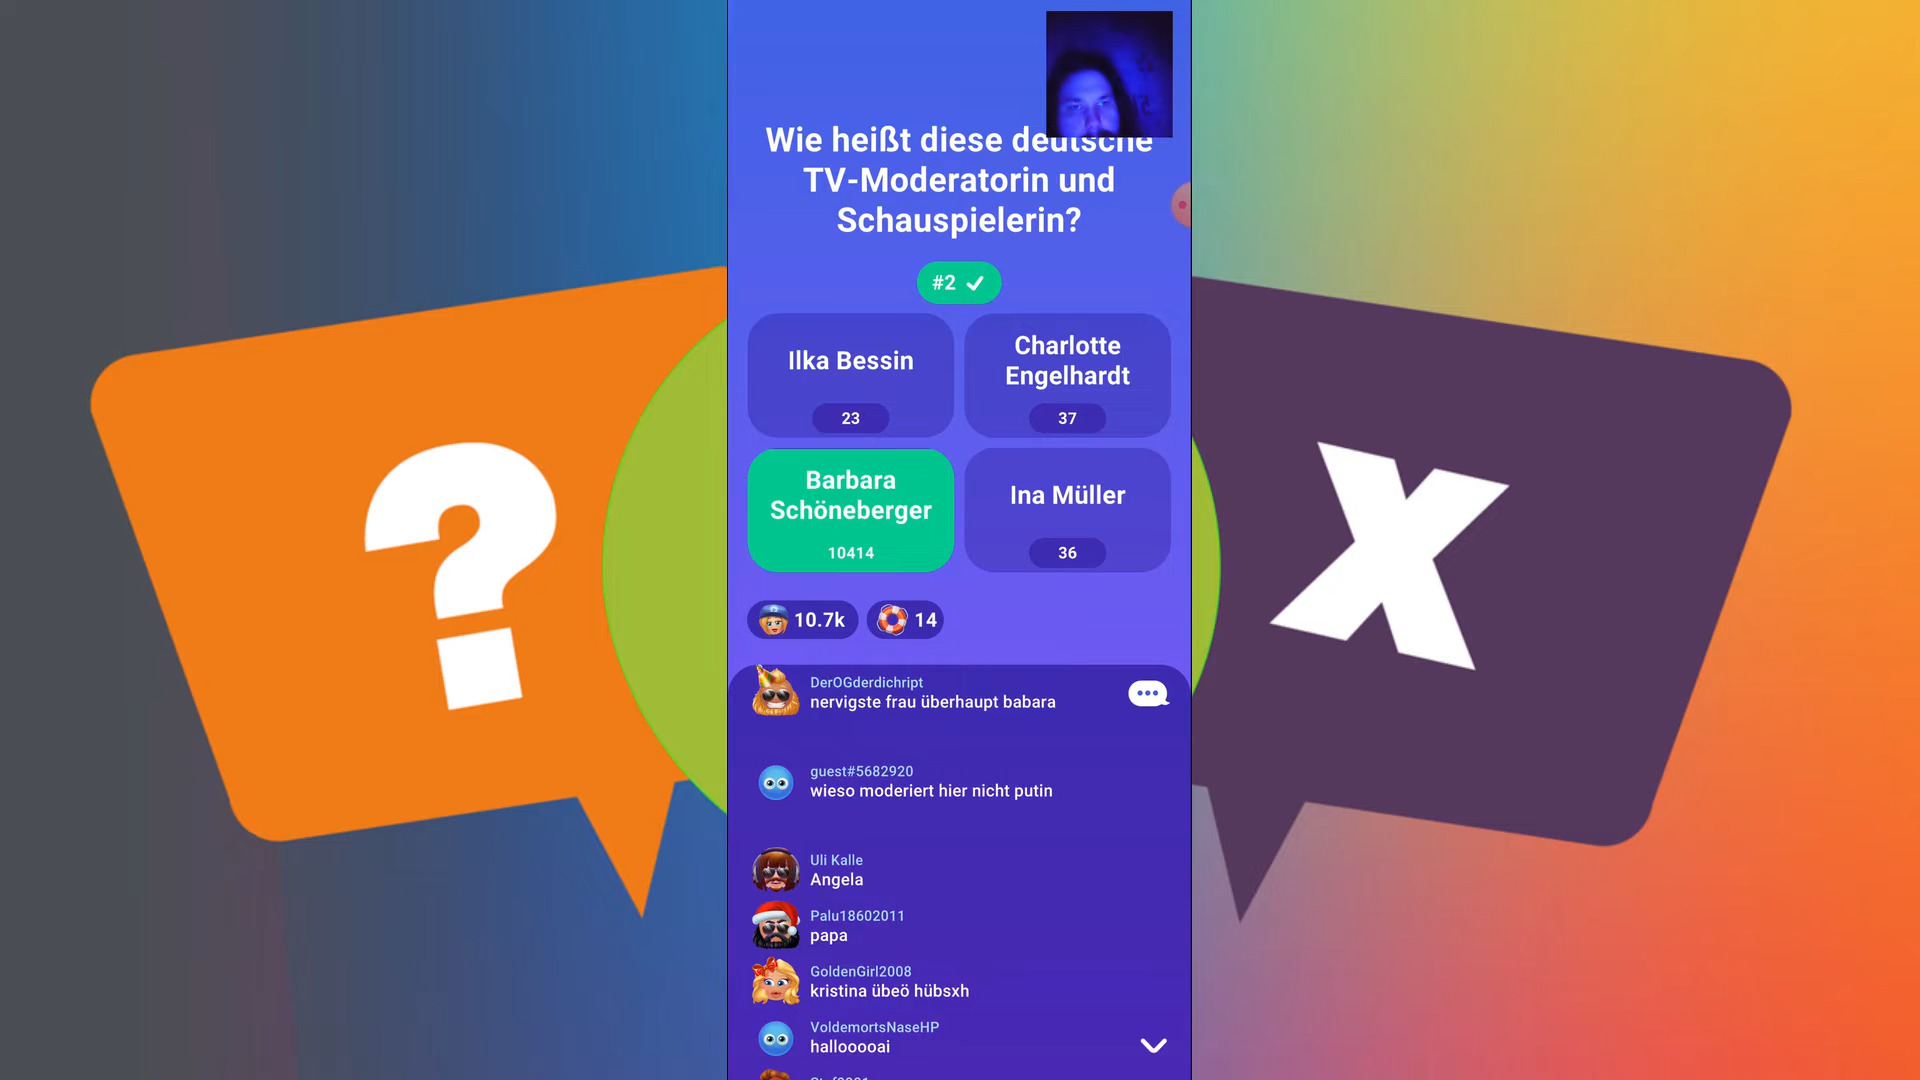 Wie heißt diese deutsche
TV-Moderatorin und
Schauspielerin?
#2
Ilka Bessin
23
Charlotte
Engelhardt
37
Barbara
Schöneberger
10414
Ina Müller
36
10.7k
14
DerOGderdichript
nervigste frau überhaupt babara
guest#5682920
wieso moderiert hier nicht putin
Uli Kalle
Angela
Palu18602011
papa
GoldenGirl2008
kristina übeö hübsxh
VoldemortsNaseHP
hallooooai
?
X